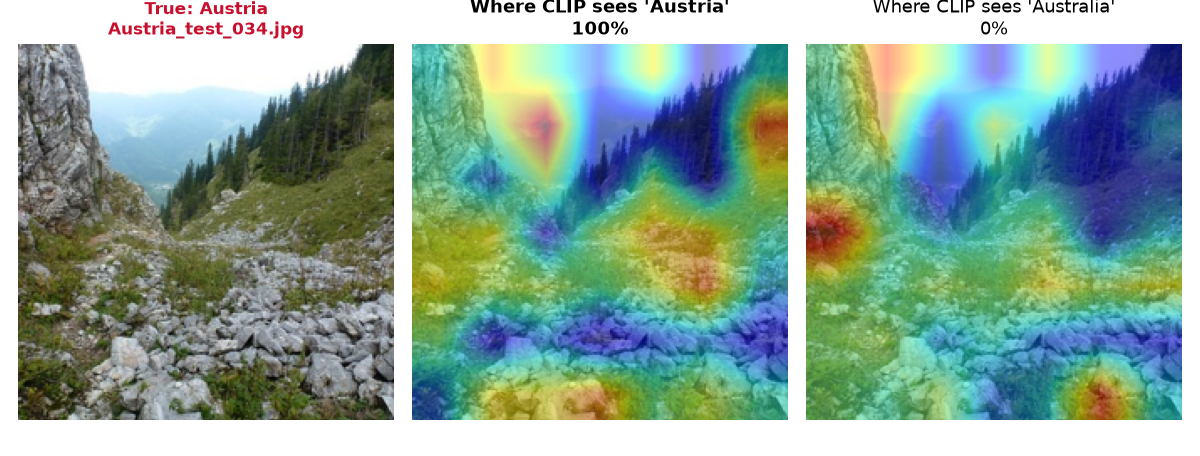 True: Austria
Austria_test_034.jpg
Where CLIP sees 'Austria'
100%
Where CLIP sees 'Australia'
0%